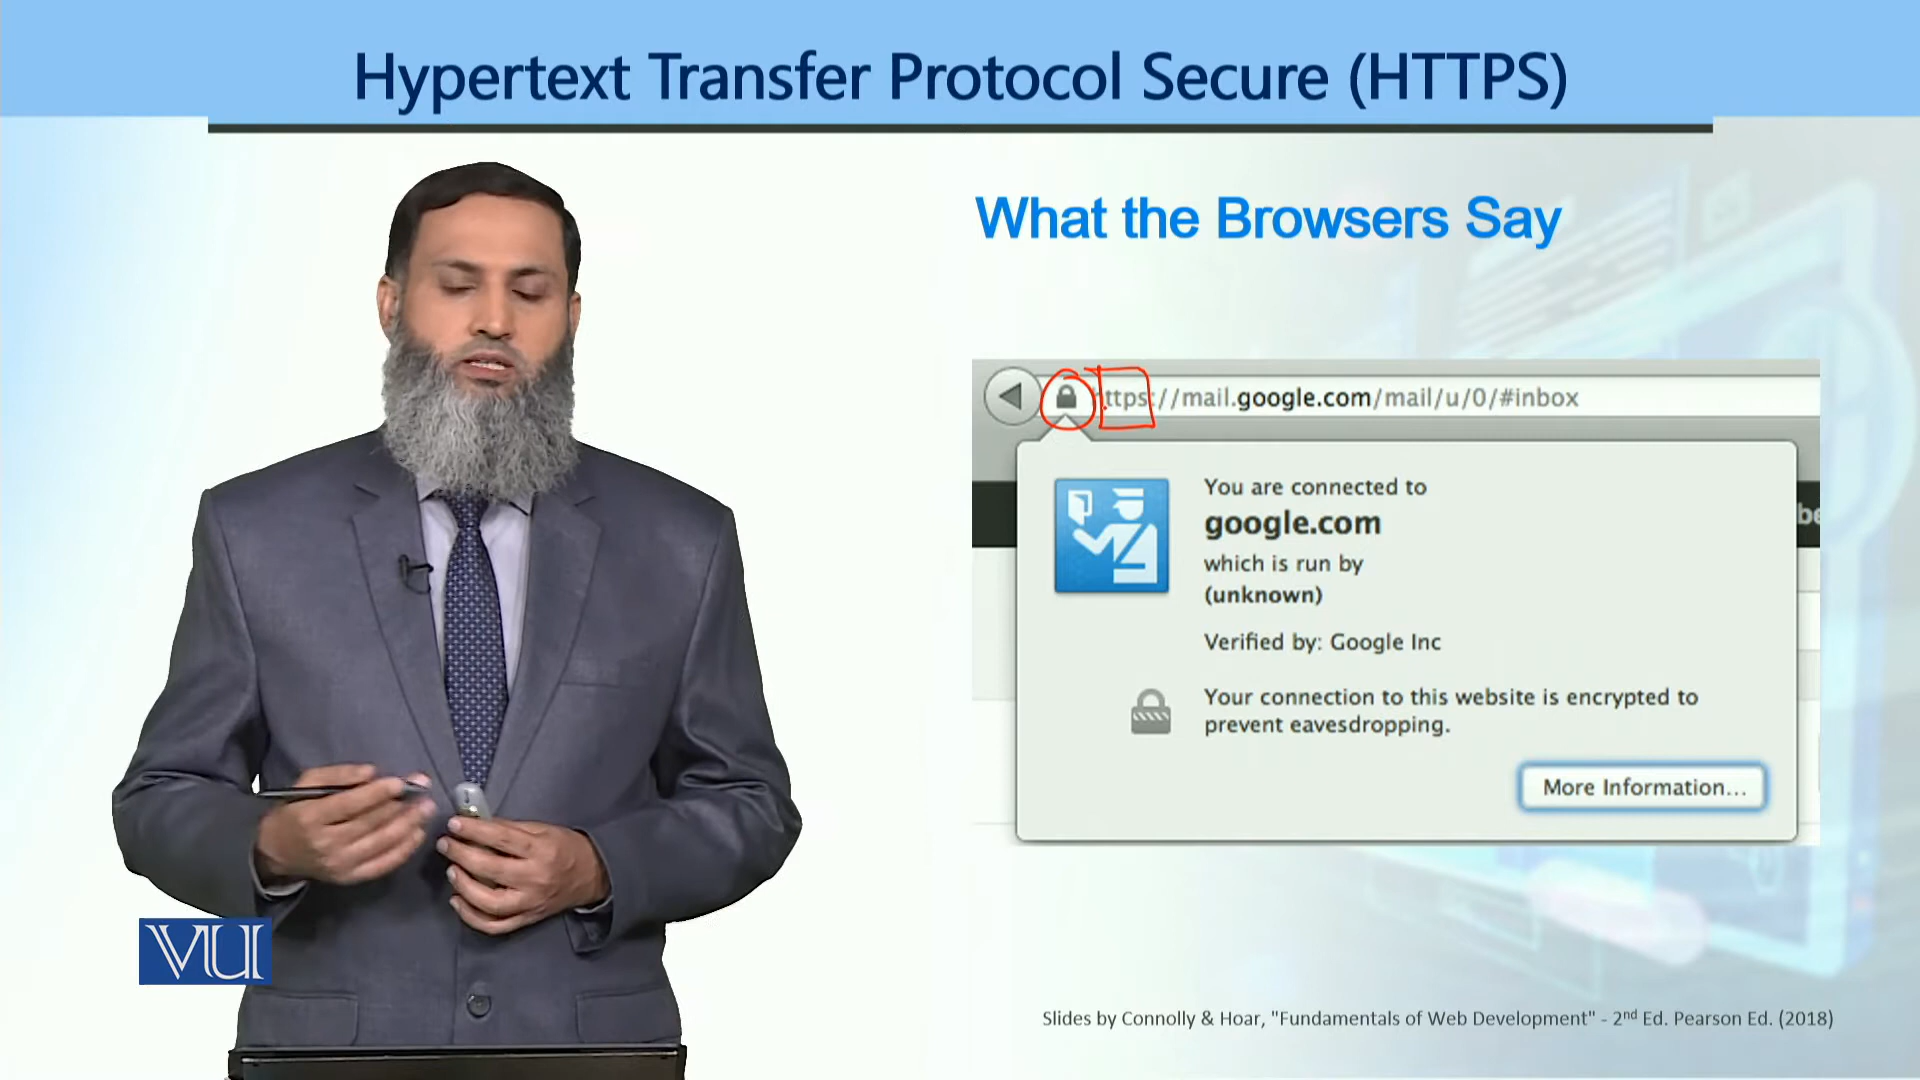 Hypertext Transfer Protocol Secure (HTTPS)
What the Browsers Say
https://mail.google.com/mail/u/0/#inbox
be
You are connected to
google.com
which is run by
(unknown)
Verified by: Google Inc
Your connection to this website is encrypted to
prevent eavesdropping.
More Information...
VU
Slides by Connolly & Hoar, "Fundamentals of Web Development" - 2nd Ed. Pearson Ed. (2018)